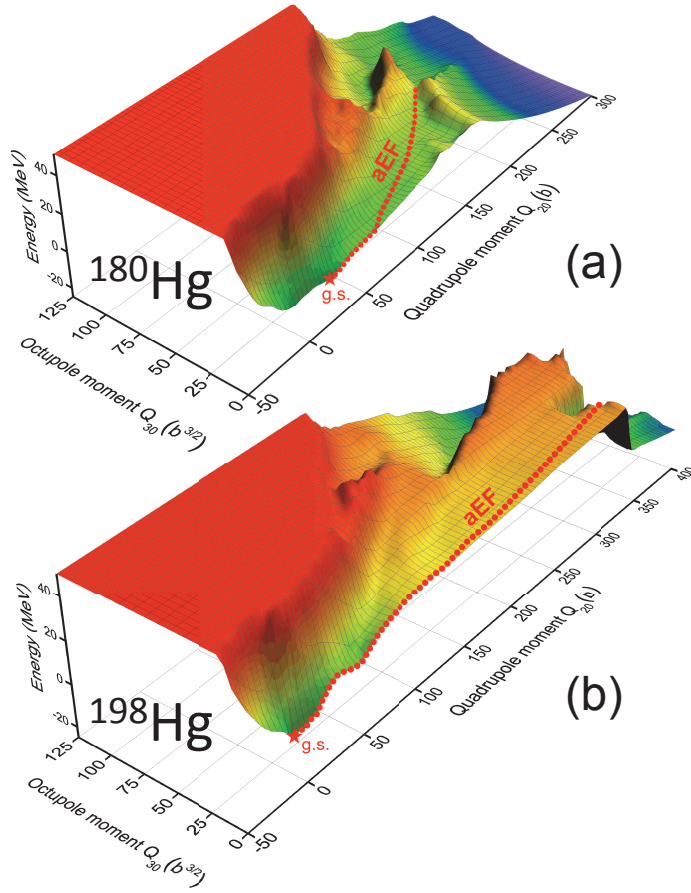 300
250
200
150
100
50
0
-50
Quadrupole moment Q20(b)
aEF
40
20
0
-20
Energy (MeV)
180Hg
g.s.
(a)
125
100
75
50
25
0
Octupole moment Q30(b3/2)
400
350
300
250
200
150
100
50
0
-50
Quadrupole moment Q20(b)
aEF
40
20
0
-20
Energy (MeV)
198Hg
g.s.
(b)
125
100
75
50
25
0
Octupole moment Q30(b3/2)